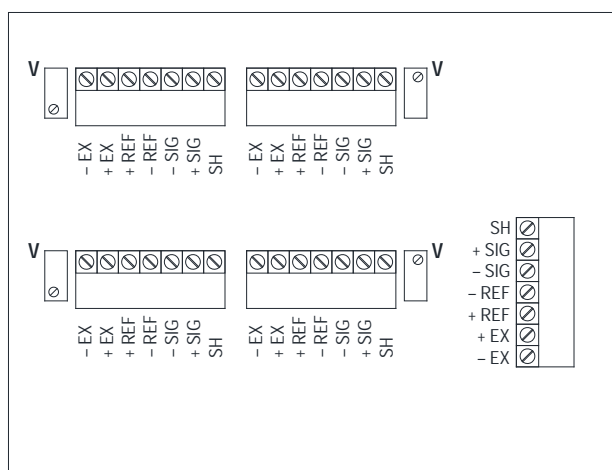 V
V
– EX
+ EX
+ REF
– REF
– SIG
+ SIG
SH
– EX
+ EX
+ REF
– REF
– SIG
+ SIG
SH
V
V
– EX
+ EX
+ REF
– REF
– SIG
+ SIG
SH
– EX
+ EX
+ REF
– REF
– SIG
+ SIG
SH
SH
+ SIG
– SIG
– REF
+ REF
+ EX
– EX